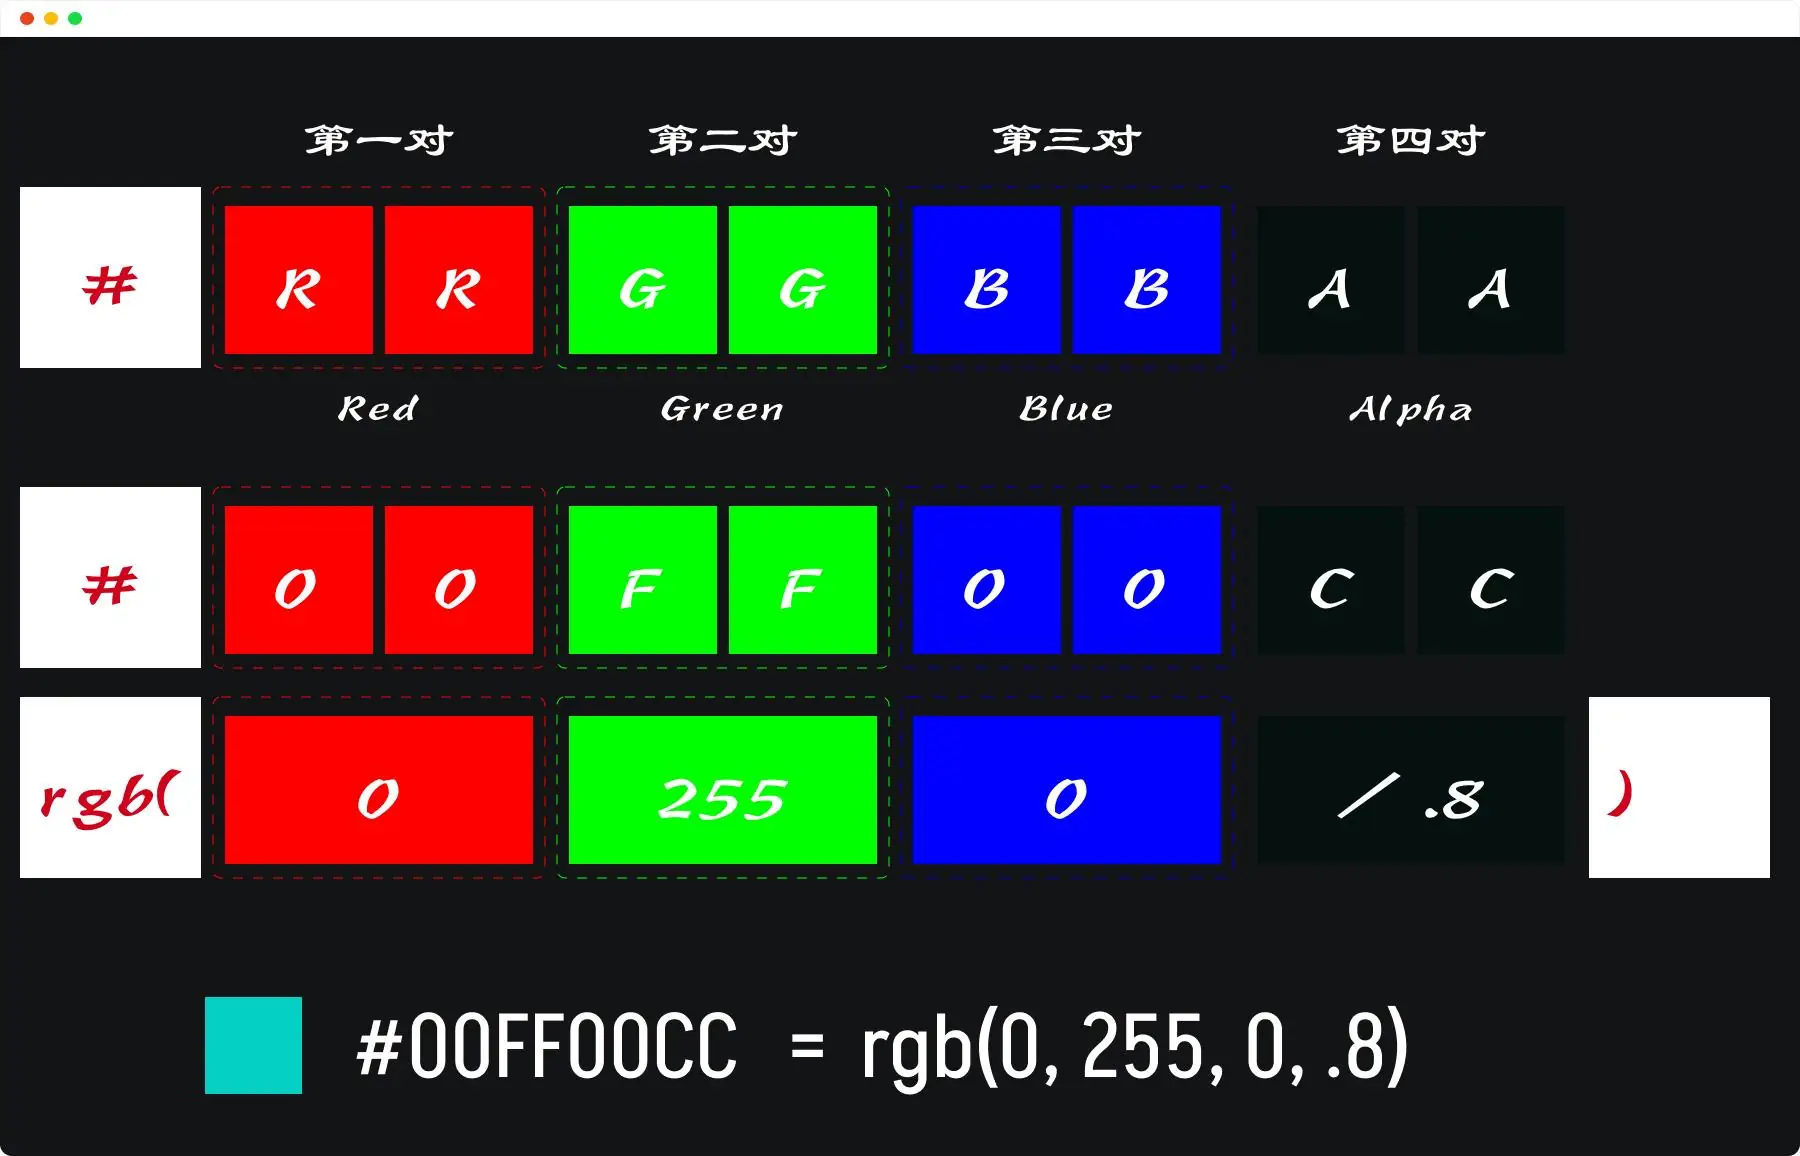 第一对 第二对 第三对 第四对
# R R G G B B A A
Red Green Blue Alpha
# 0 0 F F 0 0 C C
rgb( 0 255 0 / .8 )
#00FF00CC = rgb(0, 255, 0, .8)